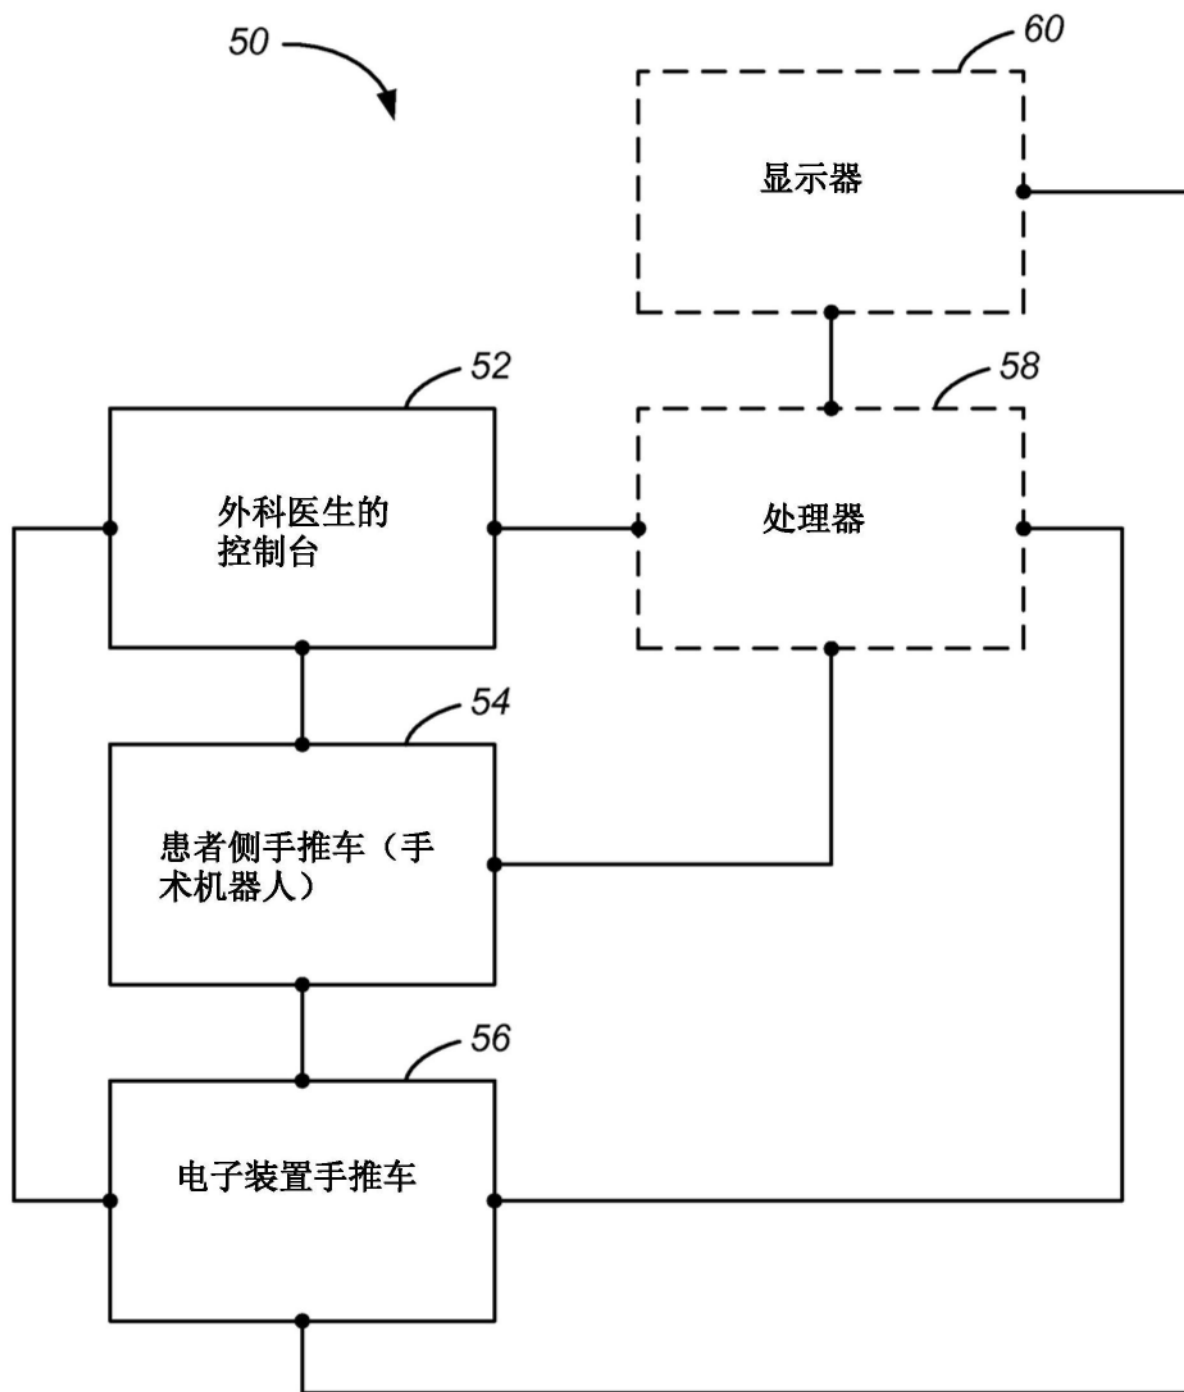 50
60
显示器
52
58
外科医生的
控制台
处理器
54
患者侧手推车（手
术机器人）
56
电子装置手推车